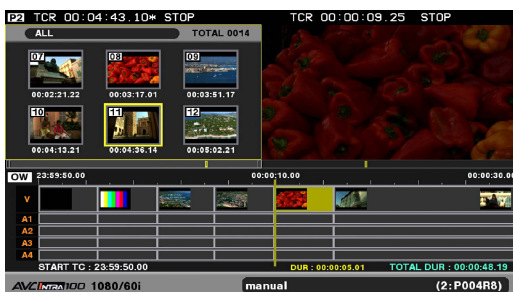 P2 TCR 00:04:43.10* STOP
TCR 00:00:09.25 STOP
ALL TOTAL 0014
07 08 09
00:02:21.22 00:03:17.01 00:03:51.17
10 11 12
00:04:13.21 00:04:36.14 00:05:02.21
OW 23:59:50.00 00:00:10.00 00:00:30.00
V
A1
A2
A3
A4
START TC : 23:59:50.00 DUR : 00:00:05.01 TOTAL DUR : 00:00:48.19
AVC INTRA 100 1080/60i manual (2:P004R8)